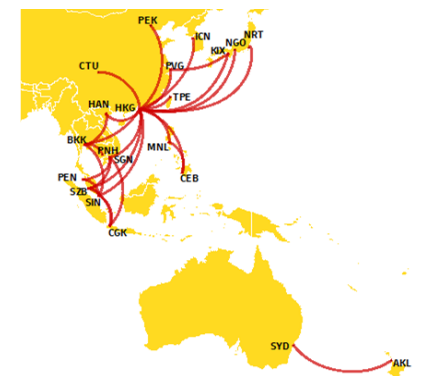 PEK
ICN
NRT
NGO
KIX
PVG
CTU
TPE
HAN
HKG
BKK
PNH
SGN
MNL
PEN
CEB
SZB
SIN
CGK
SYD
AKL